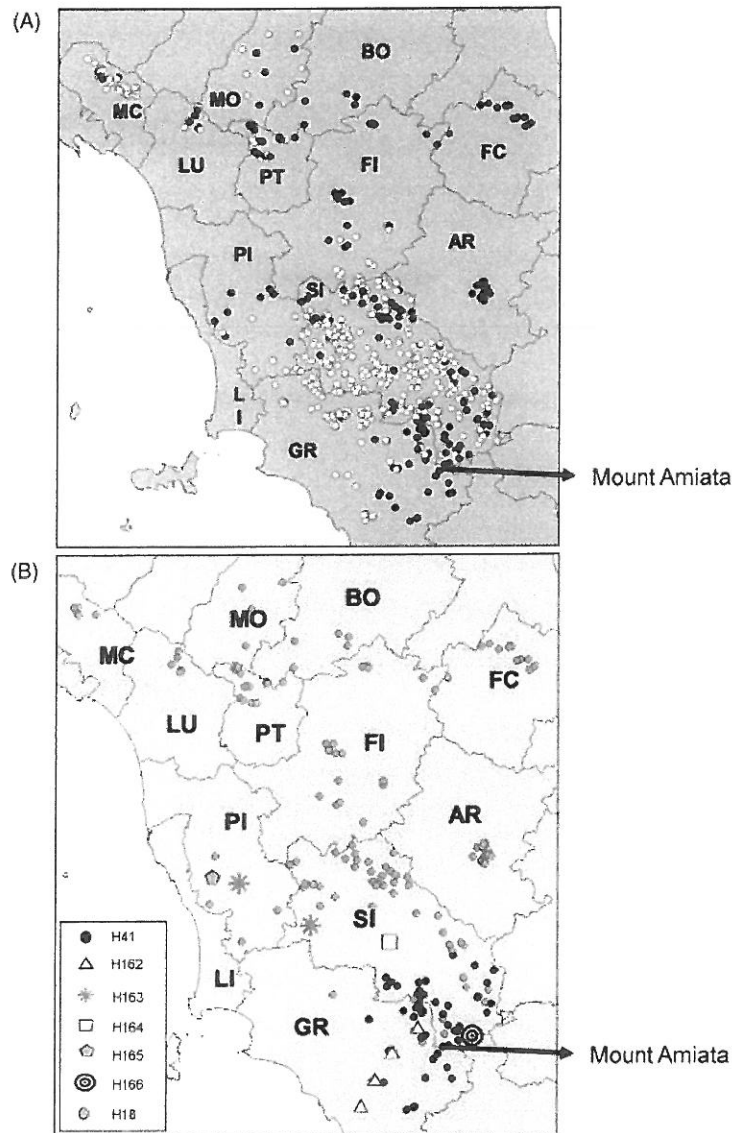 (A)
BO
MC
MO
FC
LU
PT
FI
PI
AR
SI
L
I
GR
Mount Amiata
(B)
BO
MO
MC
FC
LU
PT
FI
PI
AR
SI
H41
H162
H163
H164
H165
H166
H18
LI
GR
Mount Amiata